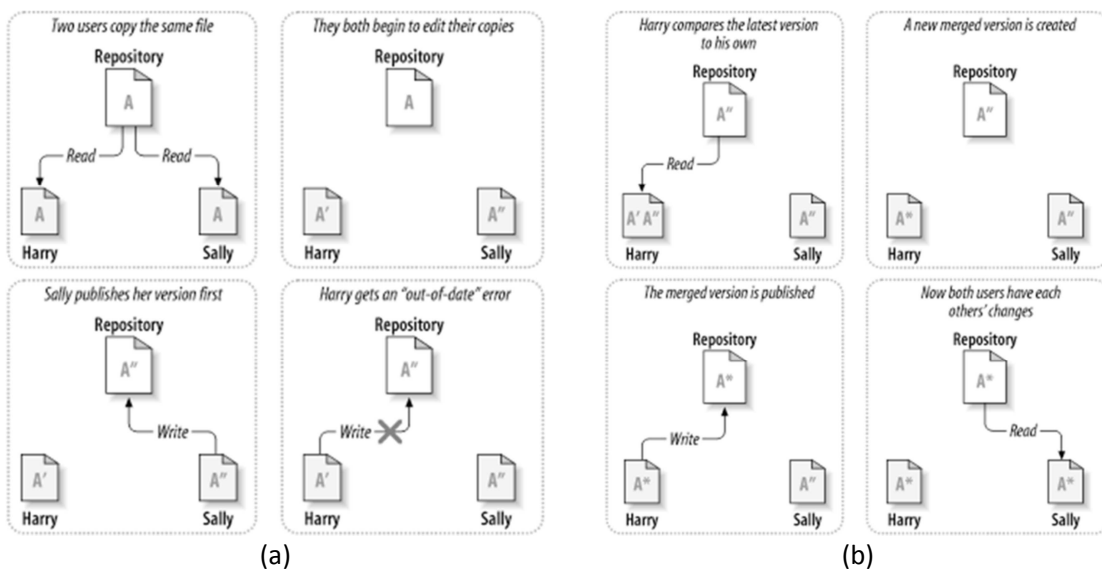 Two users copy the same file
Repository
A
Read
Read
A
A
Harry
Sally
They both begin to edit their copies
Repository
A
A'
A"
Harry
Sally
Sally publishes her version first
Repository
A"
Write
A'
A"
Harry
Sally
Harry gets an "out-of-date" error
Repository
A"
Write
A'
A"
Harry
Sally
(a)
Harry compares the latest version
to his own
Repository
A"
Read
A' A"
A"
Harry
Sally
A new merged version is created
Repository
A"
A*
A"
Harry
Sally
The merged version is published
Repository
A*
Write
A*
A"
Harry
Sally
Now both users have each
others' changes
Repository
A*
Read
A*
A*
Harry
Sally
(b)